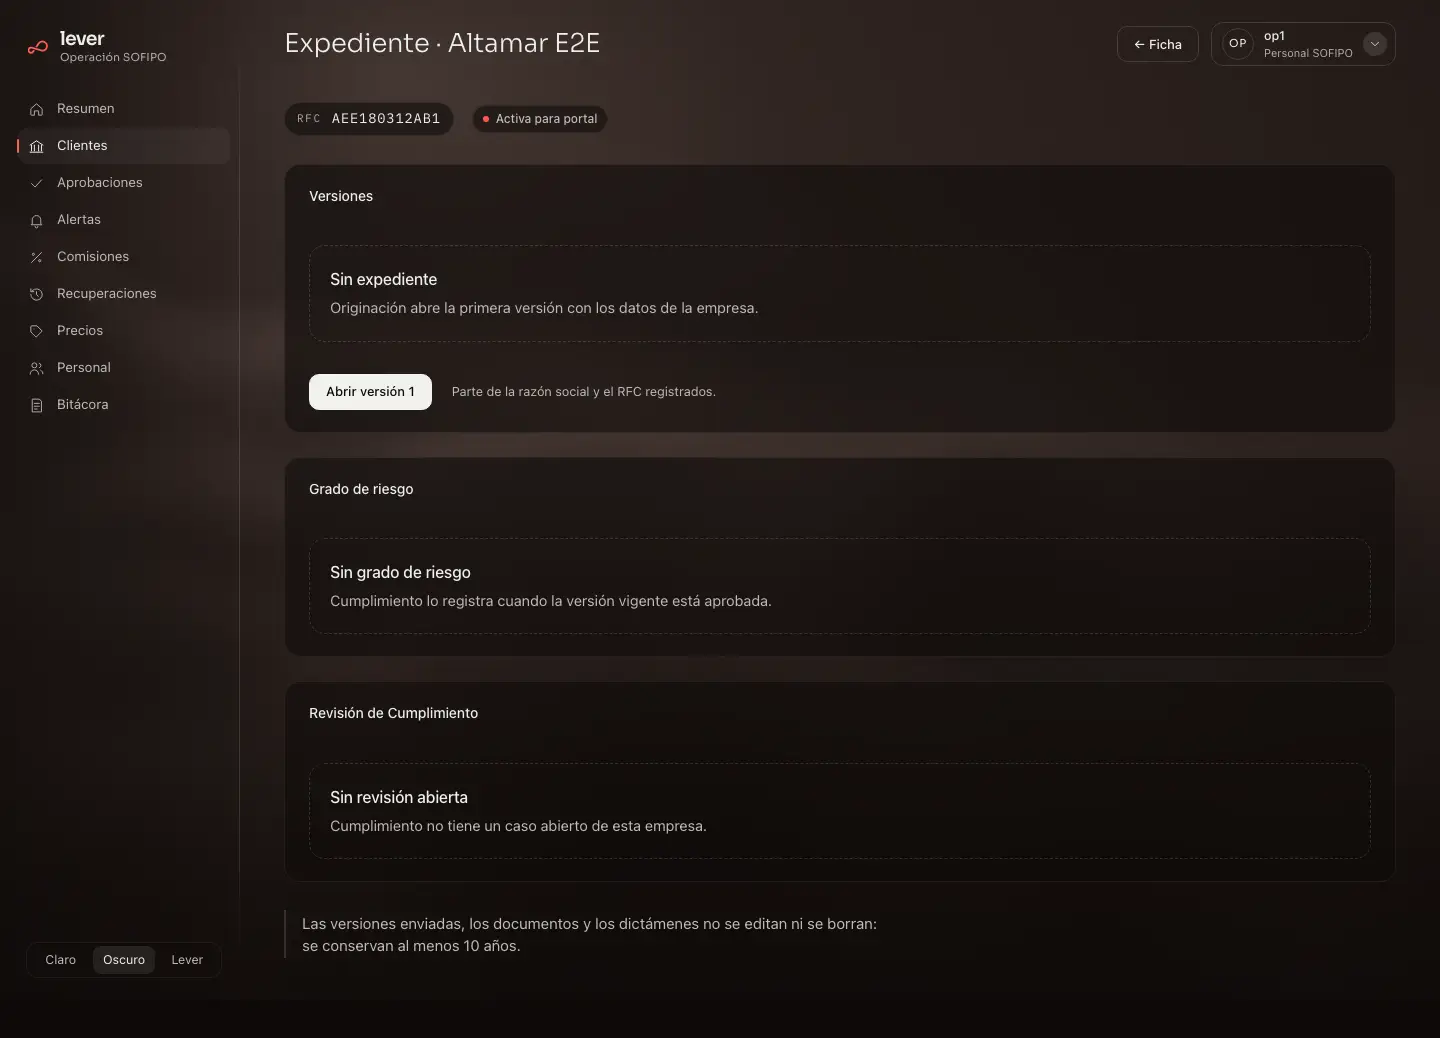 lever
Operación SOFIPO
Resumen
Clientes
Aprobaciones
Alertas
Comisiones
Recuperaciones
Precios
Personal
Bitácora
Claro
Oscuro
Lever
Expediente · Altamar E2E
← Ficha
OP
op1
Personal SOFIPO
RFC AEE180312AB1
Activa para portal
Versiones
Sin expediente
Originación abre la primera versión con los datos de la empresa.
Abrir versión 1
Parte de la razón social y el RFC registrados.
Grado de riesgo
Sin grado de riesgo
Cumplimiento lo registra cuando la versión vigente está aprobada.
Revisión de Cumplimiento
Sin revisión abierta
Cumplimiento no tiene un caso abierto de esta empresa.
Las versiones enviadas, los documentos y los dictámenes no se editan ni se borran:
se conservan al menos 10 años.